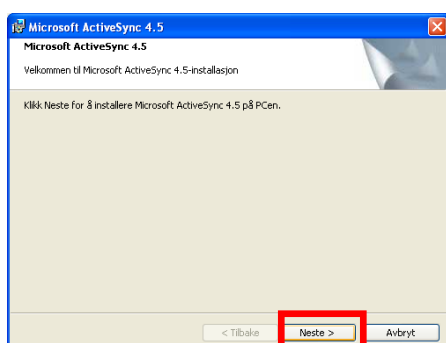 Microsoft ActiveSync 4.5
Microsoft ActiveSync 4.5
Velkommen til Microsoft ActiveSync 4.5-installasjon
Klikk Neste for å installere Microsoft ActiveSync 4.5 på PCen.
< Tilbake Neste > Avbryt